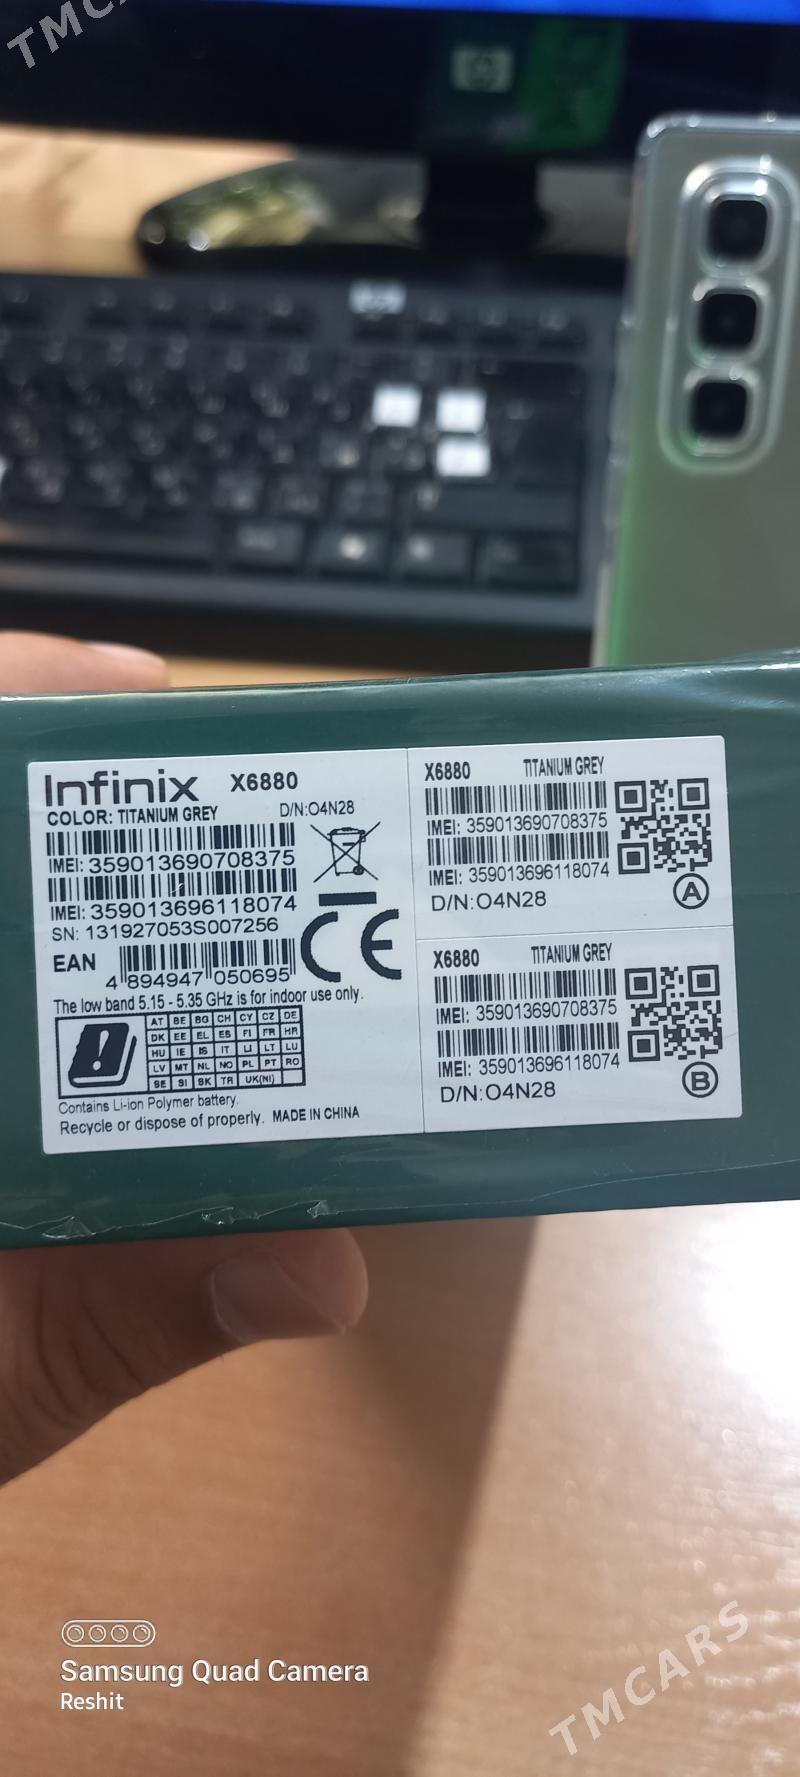 TMCARS
Infinix X6880
COLOR: TITANIUM GREY
D/N:O4N28
IMEI: 359013690708375
IMEI: 359013696118074
SN: 131927053S007256
EAN
4 894947 050695
CE
The low band 5.15 - 5.35 GHz is for indoor use only.
AT BE BG CH CY CZ DE
DK EE EL ES FI FR HR
HU IE IS IT LI LT LU
LV MT NL NO PL PT RO
SE SI SK TR UK(NI)
Contains Li-ion Polymer battery.
Recycle or dispose of properly. MADE IN CHINA
X6880 TITANIUM GREY
IMEI: 359013690708375
IMEI: 359013696118074
D/N:O4N28
A
X6880 TITANIUM GREY
IMEI: 359013690708375
IMEI: 359013696118074
D/N:O4N28
B
Samsung Quad Camera
Reshit
TMCARS